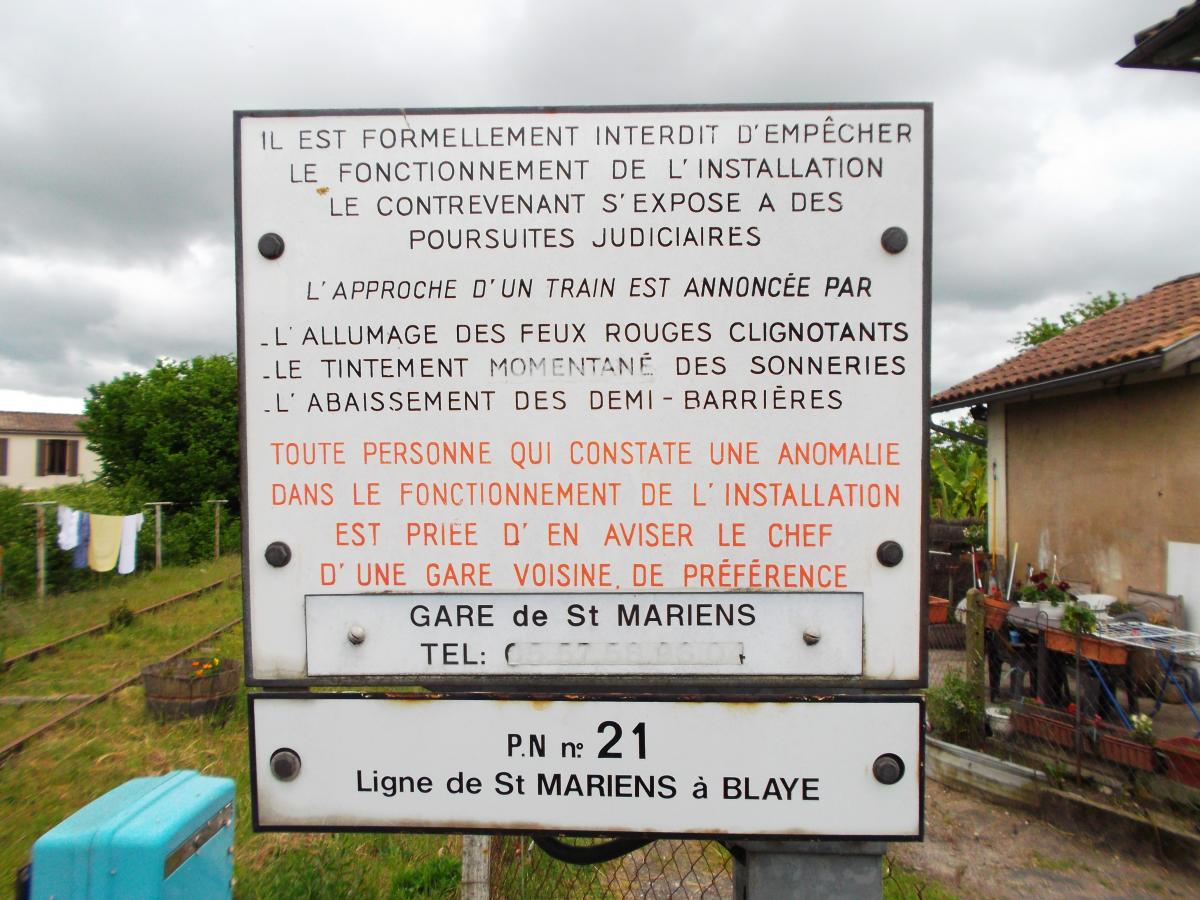 IL EST FORMELLEMENT INTERDIT D'EMPÊCHER
LE FONCTIONNEMENT DE L'INSTALLATION
LE CONTREVENANT S'EXPOSE A DES
POURSUITES JUDICIAIRES
L'APPROCHE D'UN TRAIN EST ANNONCÉE PAR
-L'ALLUMAGE DES FEUX ROUGES CLIGNOTANTS
-LE TINTEMENT MOMENTANÉ DES SONNERIES
-L'ABAISSEMENT DES DEMI-BARRIÈRES
TOUTE PERSONNE QUI CONSTATE UNE ANOMALIE
DANS LE FONCTIONNEMENT DE L'INSTALLATION
EST PRIÉE D'EN AVISER LE CHEF
D'UNE GARE VOISINE, DE PRÉFÉRENCE
GARE de St MARIENS
TEL:
P.N nº 21
Ligne de St MARIENS à BLAYE